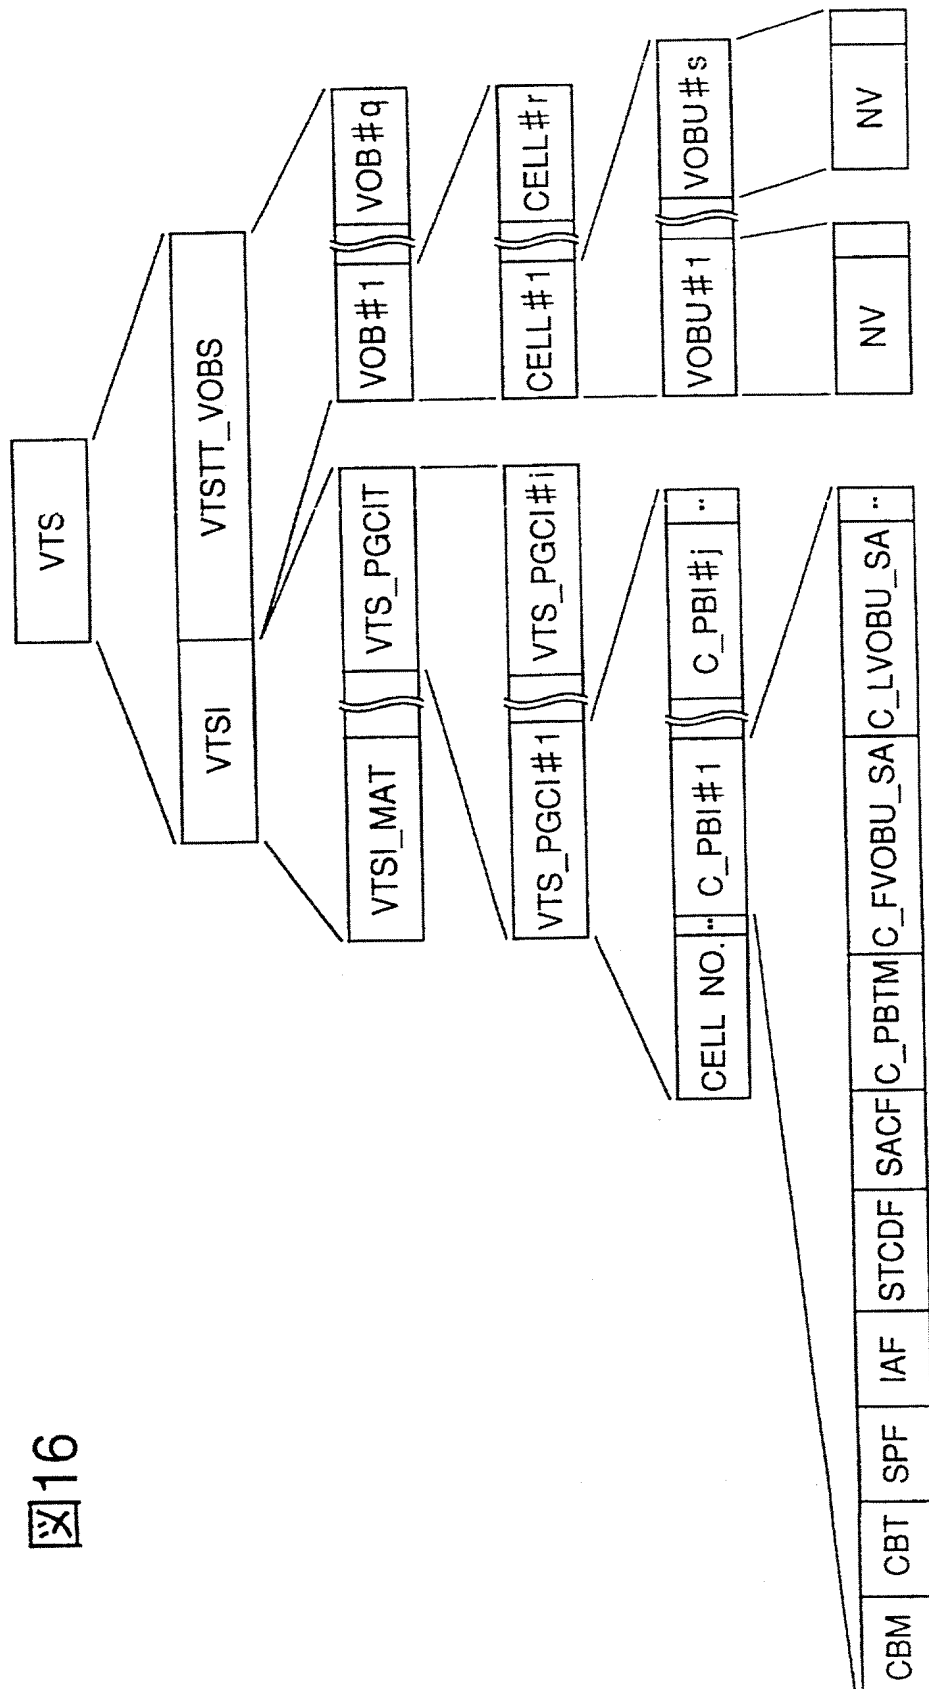 図16
VTS
VTSI VTSTT_VOBS
VTSI_MAT VTS_PGCIT VOB#1 VOB#q
VTS_PGCI#1 VTS_PGCI#i CELL#1 CELL#r
CELL NO. ‥ C_PBI#1 C_PBI#j ‥ VOBU#1 VOBU#s
CBM CBT SPF IAF STCDF SACF C_PBTM C_FVOBU_SA C_LVOBU_SA ‥ NV NV